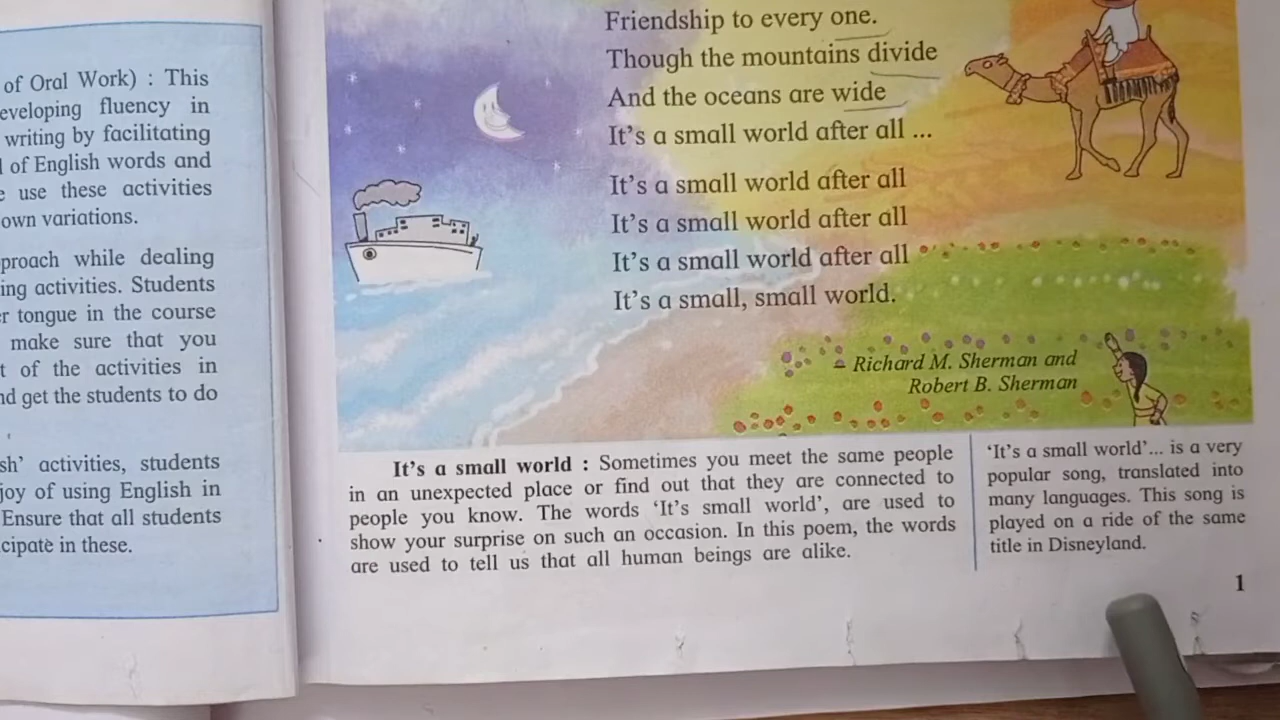 of Oral Work) : This
eveloping fluency in
writing by facilitating
of English words and
use these activities
own variations.
proach while dealing
ing activities. Students
er tongue in the course
make sure that you
t of the activities in
nd get the students to do
sh' activities, students
joy of using English in
Ensure that all students
cipate in these.
Friendship to every one.
Though the mountains divide
And the oceans are wide
It's a small world after all ...
It's a small world after all
It's a small world after all
It's a small world after all
It's a small, small world.
– Richard M. Sherman and
Robert B. Sherman
It's a small world : Sometimes you meet the same people
in an unexpected place or find out that they are connected to
people you know. The words 'It's small world', are used to
show your surprise on such an occasion. In this poem, the words
are used to tell us that all human beings are alike.
'It's a small world'... is a very
popular song, translated into
many languages. This song is
played on a ride of the same
title in Disneyland.
1